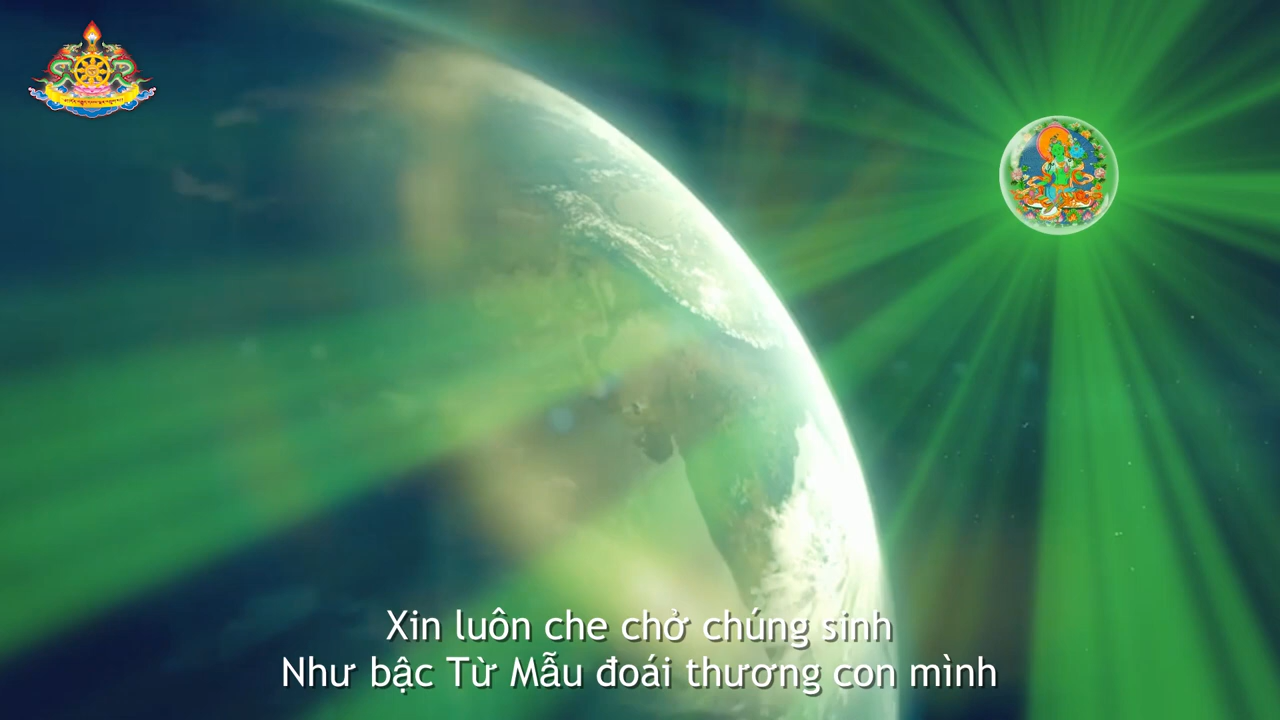 Xin luôn che chở chúng sinh
Như bậc Từ Mẫu đoái thương con mình